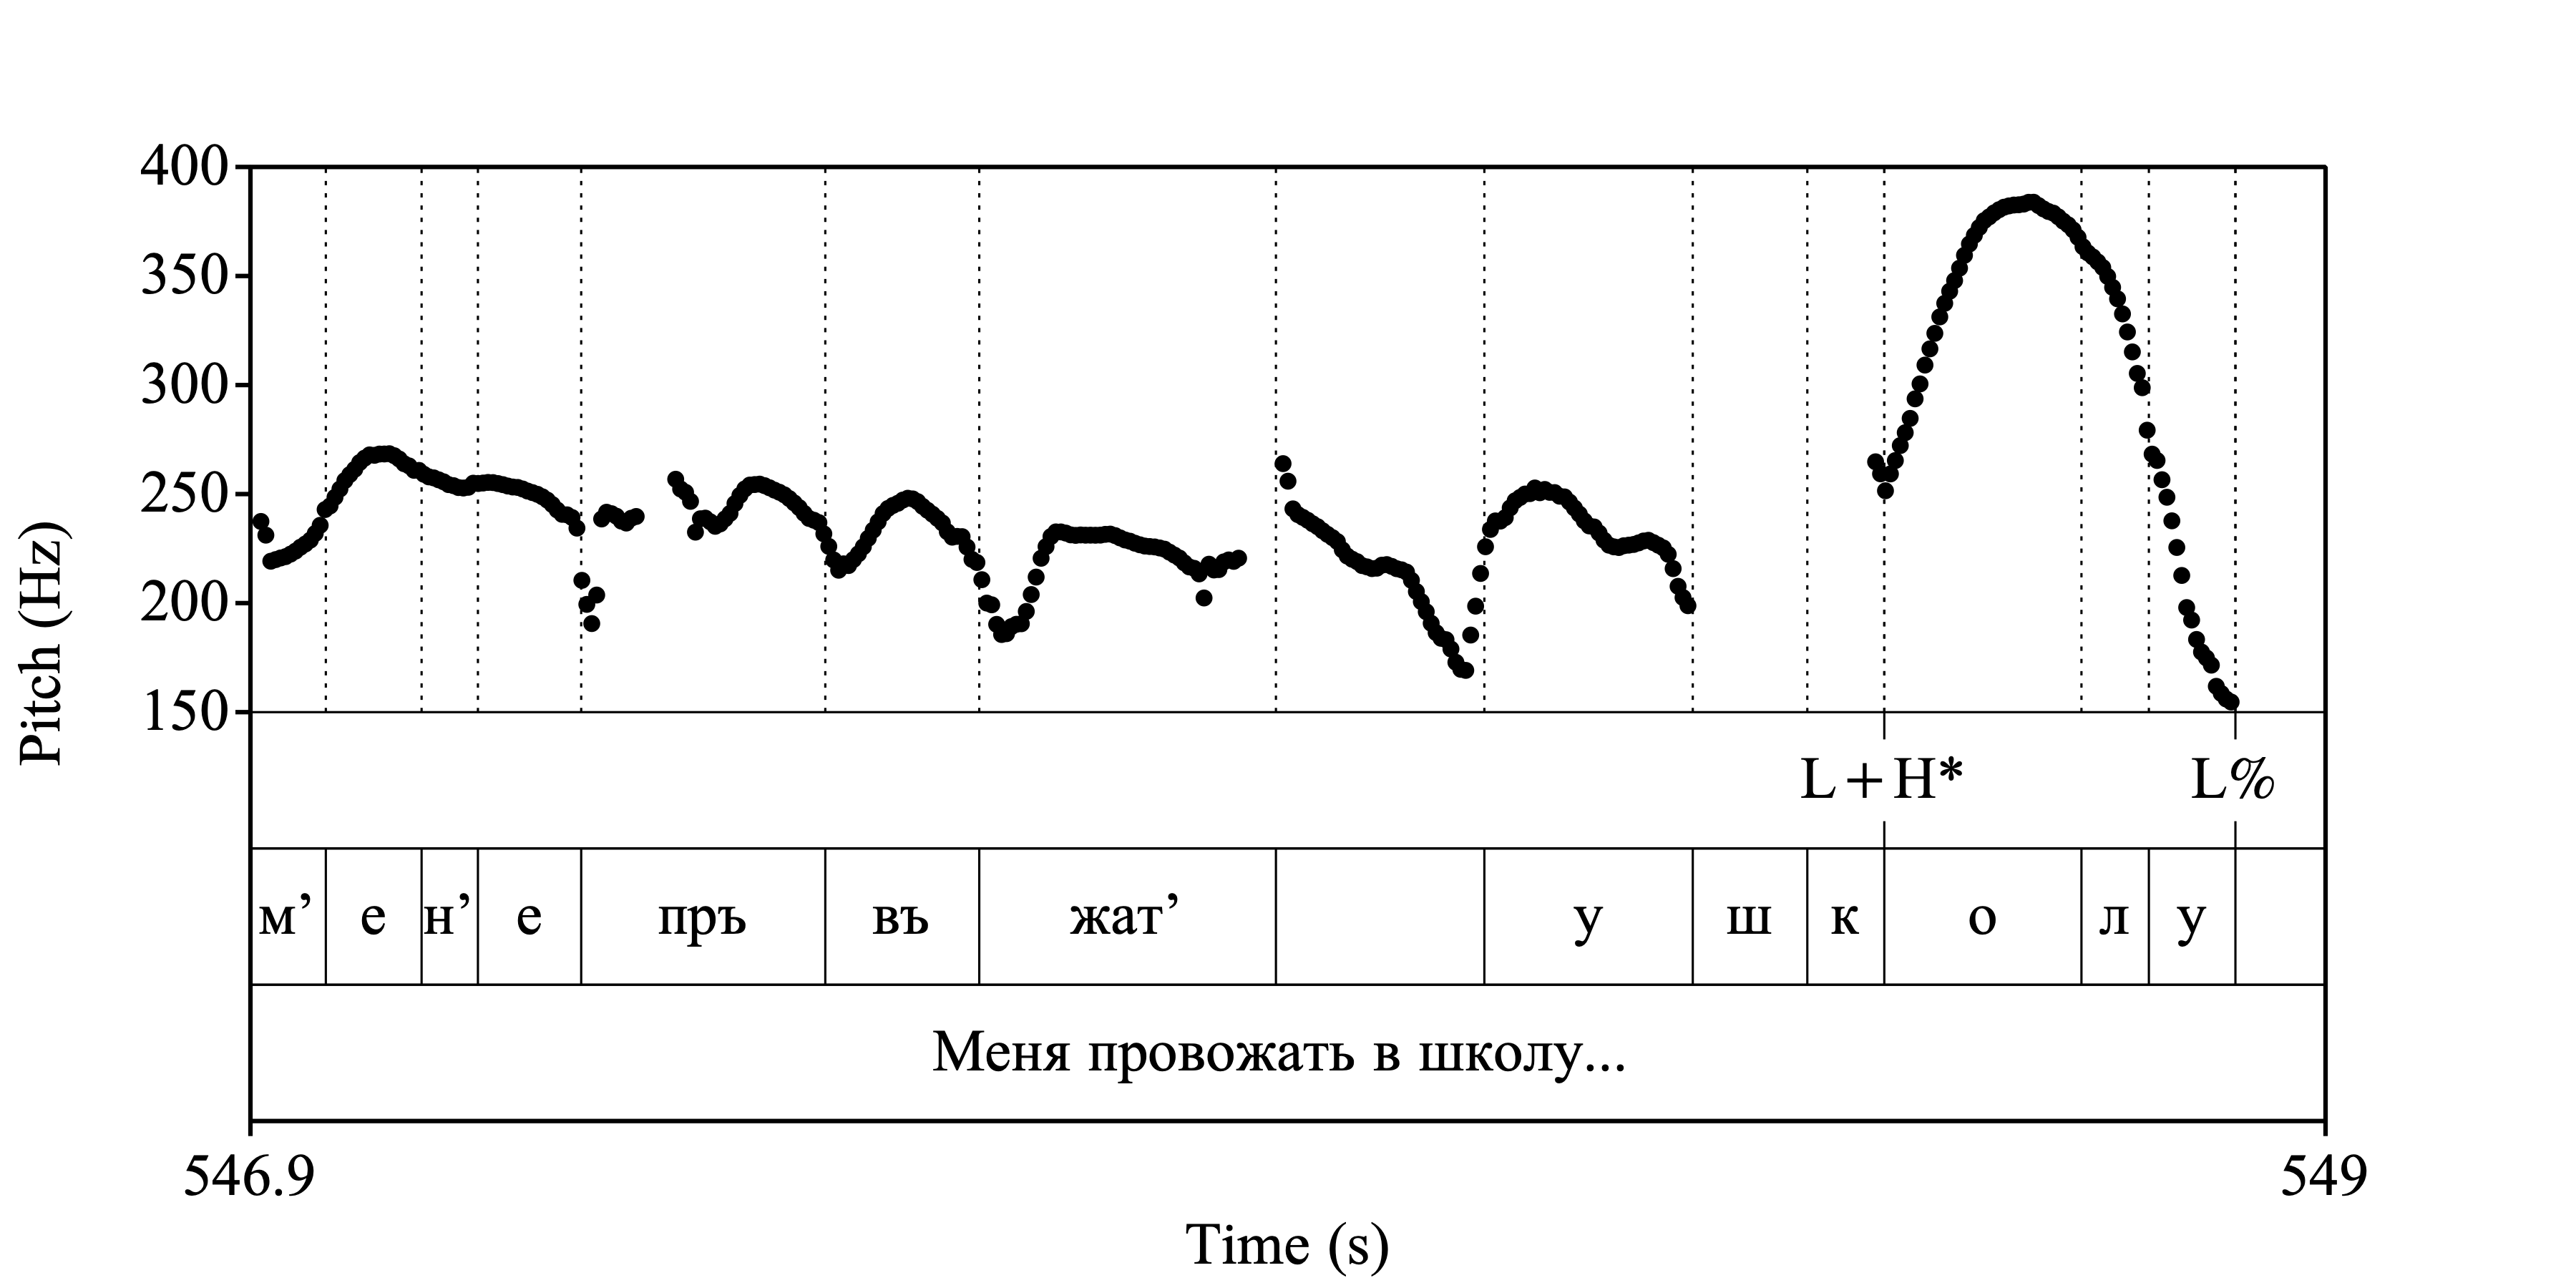 400
350
300
250
200
150
Pitch (Hz)
L+H* L%
м’ е н’ е пръ въ жат’ у ш к о л у
Меня провожать в школу...
546.9 549
Time (s)